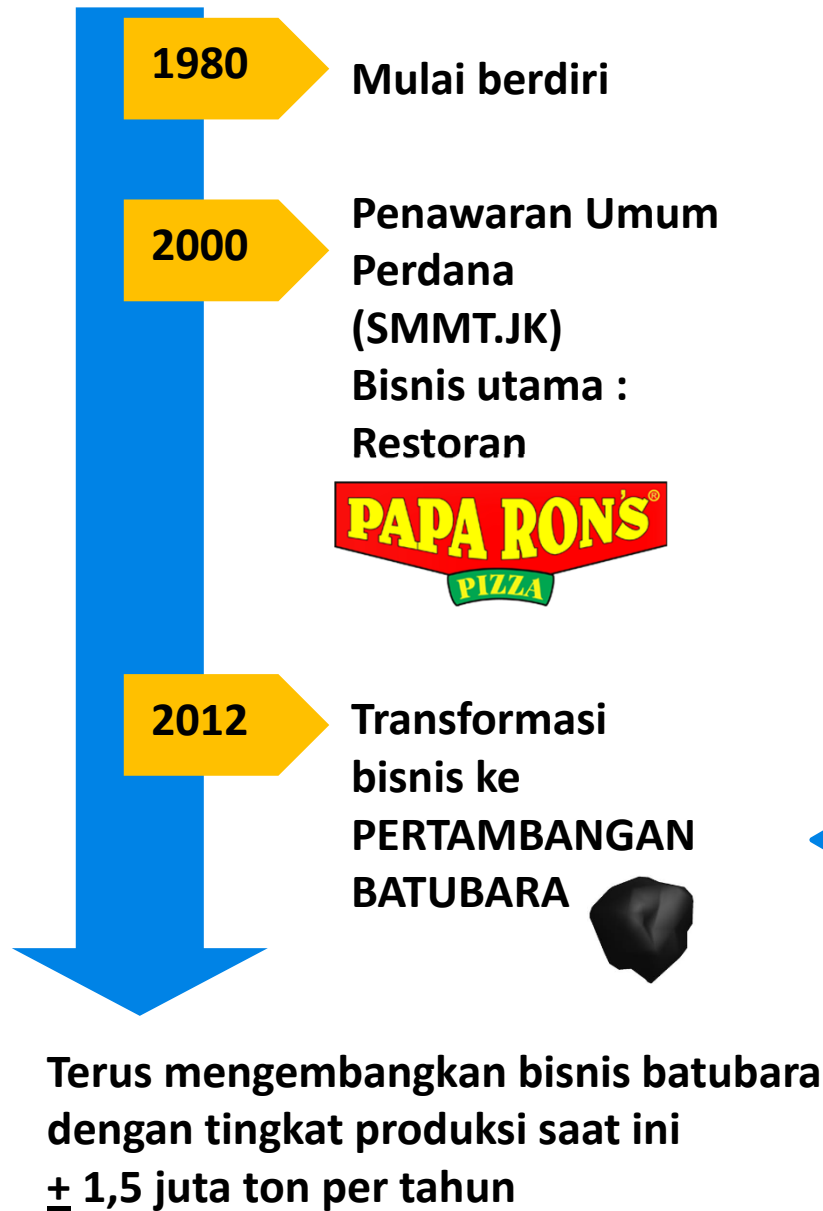 1980
Mulai berdiri
2000
Penawaran Umum
Perdana
(SMMT.JK)
Bisnis utama :
Restoran
PAPA RON'S®
PIZZA
2012
Transformasi
bisnis ke
PERTAMBANGAN
BATUBARA
Terus mengembangkan bisnis batubara
dengan tingkat produksi saat ini
± 1,5 juta ton per tahun